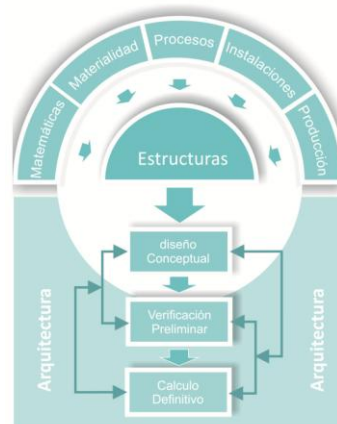 Matemáticas
Materialidad
Procesos
Instalaciones
Producción
Estructuras
diseño
Conceptual
Verificación
Preliminar
Calculo
Definitivo
Arquitectura
Arquitectura